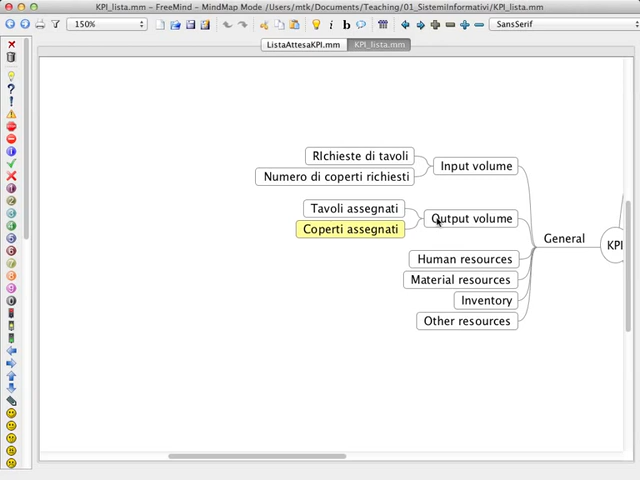 KPI_lista.mm – FreeMind – MindMap Mode /Users/mtk/Documents/Teaching/01_SistemiInformativi/KPI_lista.mm
150%
SansSerif
ListaAttesaKPI.mm
KPI_lista.mm
RIchieste di tavoli
Numero di coperti richiesti
Input volume
Tavoli assegnati
Coperti assegnati
Output volume
General
KPI
Human resources
Material resources
Inventory
Other resources